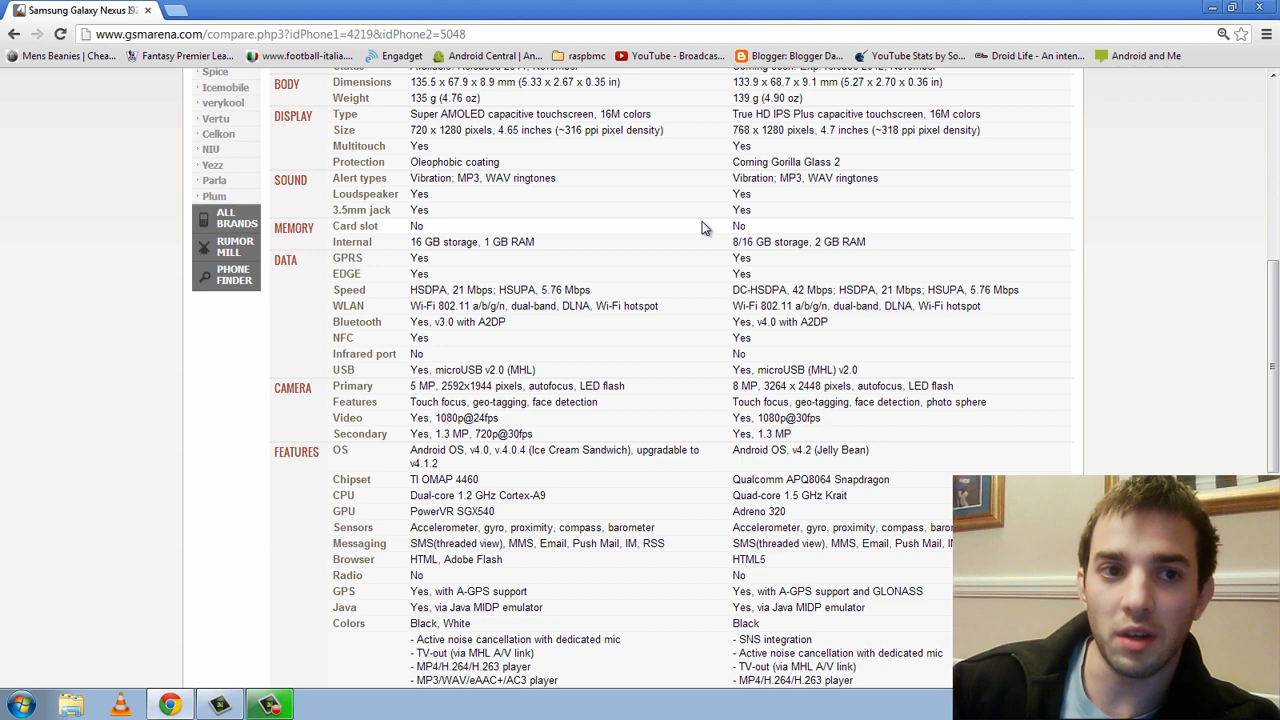 Samsung Galaxy Nexus I92
www.gsmarena.com/compare.php3?idPhone1=4219&idPhone2=5048
Mens Beanies | Chea...
Fantasy Premier Lea...
www.football-italia....
Engadget
Android Central | An...
raspbmc
YouTube - Broadcas...
Blogger: Blogger Da...
YouTube Stats by So...
Droid Life - An inten...
Android and Me
Spice
Icemobile
verykool
Vertu
Celkon
NIU
Yezz
Parla
Plum
ALL BRANDS
RUMOR MILL
PHONE FINDER
BODY Dimensions 135.5 x 67.9 x 8.9 mm (5.33 x 2.67 x 0.35 in) 133.9 x 68.7 x 9.1 mm (5.27 x 2.70 x 0.36 in)
Weight 135 g (4.76 oz) 139 g (4.90 oz)
DISPLAY Type Super AMOLED capacitive touchscreen, 16M colors True HD IPS Plus capacitive touchscreen, 16M colors
Size 720 x 1280 pixels, 4.65 inches (~316 ppi pixel density) 768 x 1280 pixels, 4.7 inches (~318 ppi pixel density)
Multitouch Yes Yes
Protection Oleophobic coating Corning Gorilla Glass 2
SOUND Alert types Vibration; MP3, WAV ringtones Vibration; MP3, WAV ringtones
Loudspeaker Yes Yes
3.5mm jack Yes Yes
MEMORY Card slot No No
Internal 16 GB storage, 1 GB RAM 8/16 GB storage, 2 GB RAM
DATA GPRS Yes Yes
EDGE Yes Yes
Speed HSDPA, 21 Mbps; HSUPA, 5.76 Mbps DC-HSDPA, 42 Mbps; HSDPA, 21 Mbps; HSUPA, 5.76 Mbps
WLAN Wi-Fi 802.11 a/b/g/n, dual-band, DLNA, Wi-Fi hotspot Wi-Fi 802.11 a/b/g/n, dual-band, DLNA, Wi-Fi hotspot
Bluetooth Yes, v3.0 with A2DP Yes, v4.0 with A2DP
NFC Yes Yes
Infrared port No No
USB Yes, microUSB v2.0 (MHL) Yes, microUSB (MHL) v2.0
CAMERA Primary 5 MP, 2592x1944 pixels, autofocus, LED flash 8 MP, 3264 x 2448 pixels, autofocus, LED flash
Features Touch focus, geo-tagging, face detection Touch focus, geo-tagging, face detection, photo sphere
Video Yes, 1080p@24fps Yes, 1080p@30fps
Secondary Yes, 1.3 MP, 720p@30fps Yes, 1.3 MP
FEATURES OS Android OS, v4.0, v.4.0.4 (Ice Cream Sandwich), upgradable to Android OS, v4.2 (Jelly Bean)
v4.1.2
Chipset TI OMAP 4460 Qualcomm APQ8064 Snapdragon
CPU Dual-core 1.2 GHz Cortex-A9 Quad-core 1.5 GHz Krait
GPU PowerVR SGX540 Adreno 320
Sensors Accelerometer, gyro, proximity, compass, barometer Accelerometer, gyro, proximity, compass, baro
Messaging SMS(threaded view), MMS, Email, Push Mail, IM, RSS SMS(threaded view), MMS, Email, Push Mail, I
Browser HTML, Adobe Flash HTML5
Radio No No
GPS Yes, with A-GPS support Yes, with A-GPS support and GLONASS
Java Yes, via Java MIDP emulator Yes, via Java MIDP emulator
Colors Black, White Black
- Active noise cancellation with dedicated mic - SNS integration
- TV-out (via MHL A/V link) - Active noise cancellation with dedicated mic
- MP4/H.264/H.263 player - TV-out (via MHL A/V link)
- MP3/WAV/eAAC+/AC3 player - MP4/H.264/H.263 player